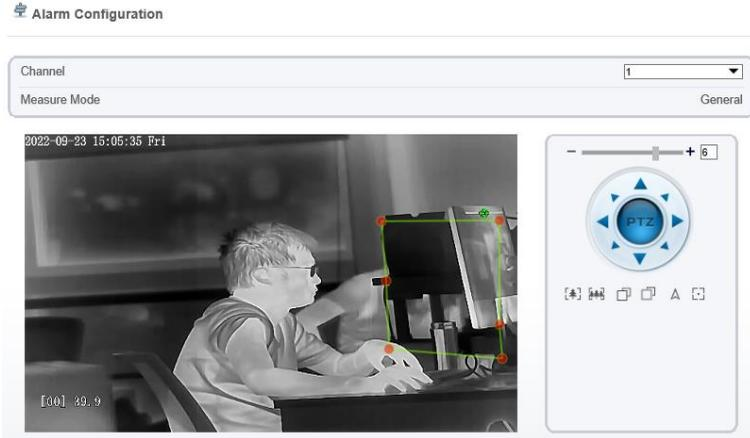 Alarm Configuration
Channel
1
Measure Mode
General
2022-09-23 15:05:35 Fri
6
PTZ
[00] 39.9